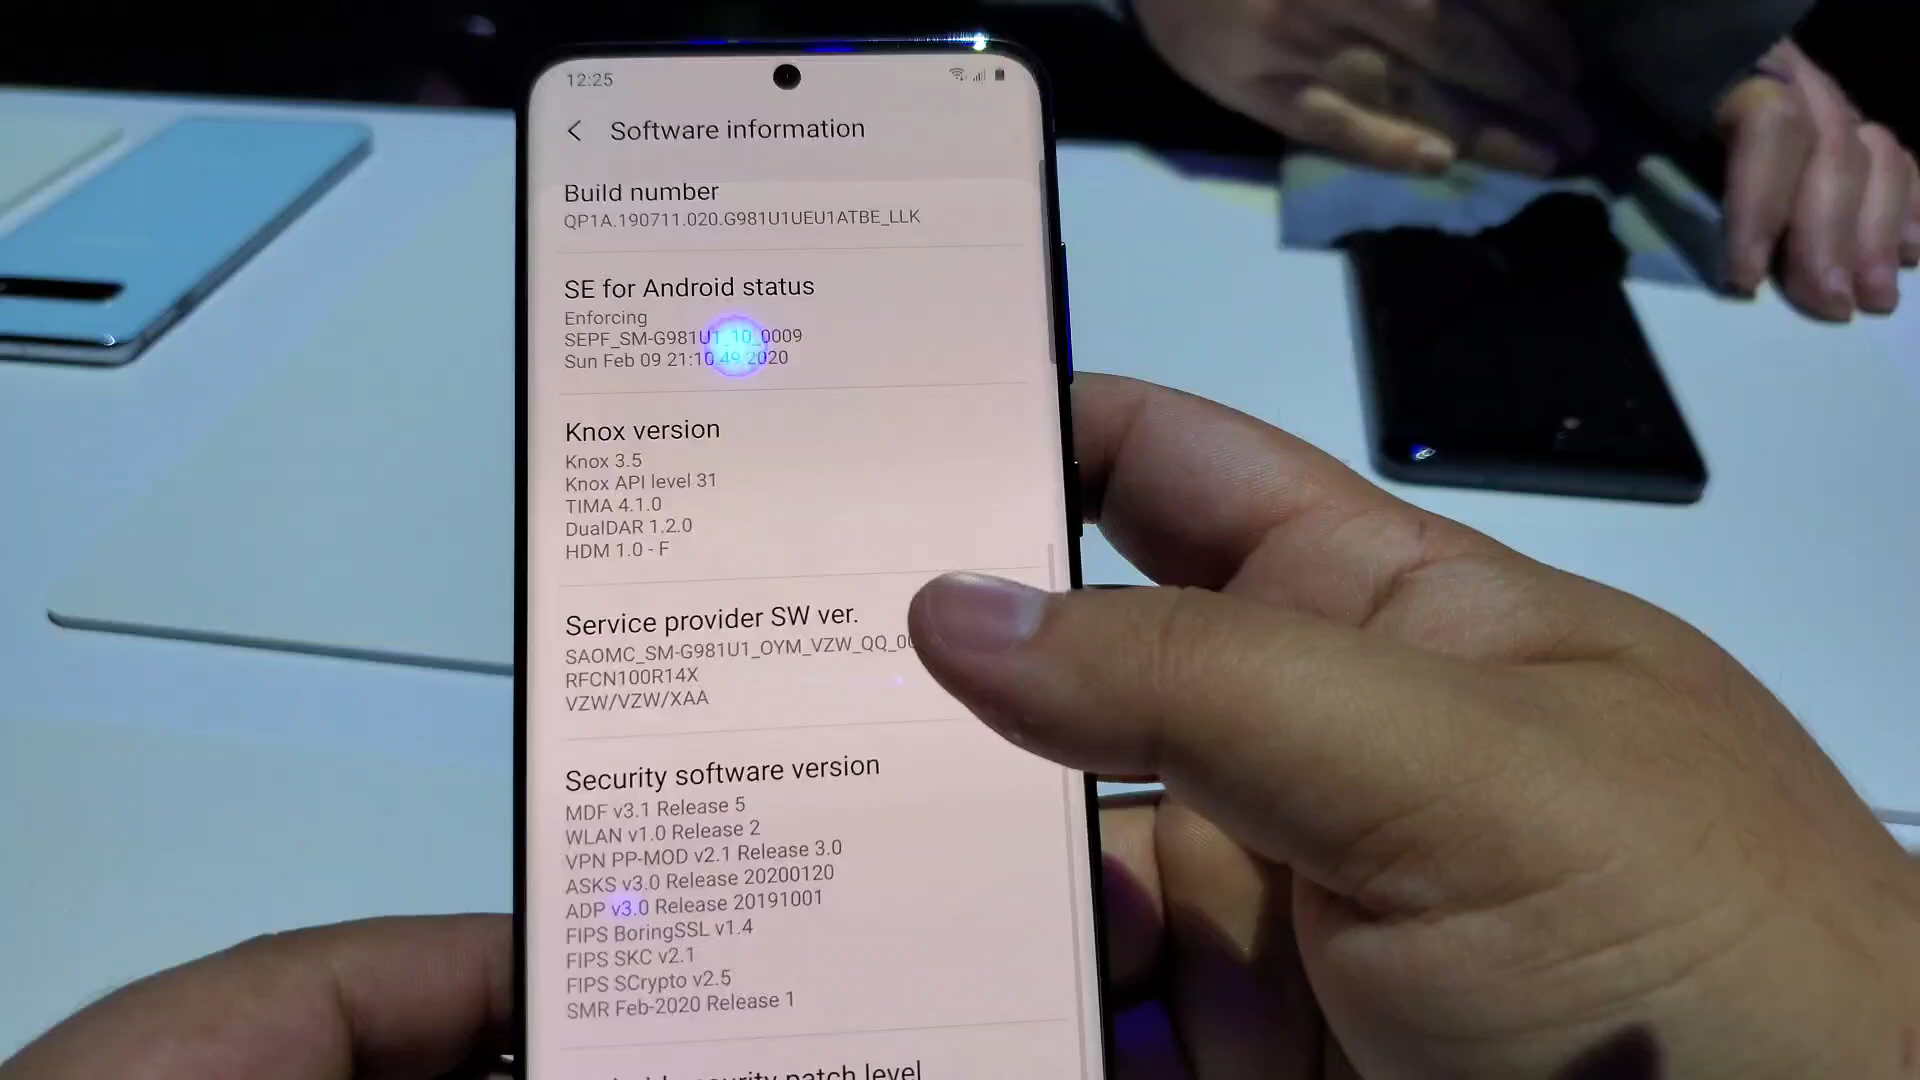 12:25
Software information
Build number
QP1A.190711.020.G981U1UEU1ATBE_LLK
SE for Android status
Enforcing
SEPF_SM-G981U1_10_0009
Sun Feb 09 21:10:49 2020
Knox version
Knox 3.5
Knox API level 31
TIMA 4.1.0
DualDAR 1.2.0
HDM 1.0 - F
Service provider SW ver.
SAOMC_SM-G981U1_OYM_VZW_QQ_00
RFCN100R14X
VZW/VZW/XAA
Security software version
MDF v3.1 Release 5
WLAN v1.0 Release 2
VPN PP-MOD v2.1 Release 3.0
ASKS v3.0 Release 20200120
ADP v3.0 Release 20191001
FIPS BoringSSL v1.4
FIPS SKC v2.1
FIPS SCrypto v2.5
SMR Feb-2020 Release 1
security patch level